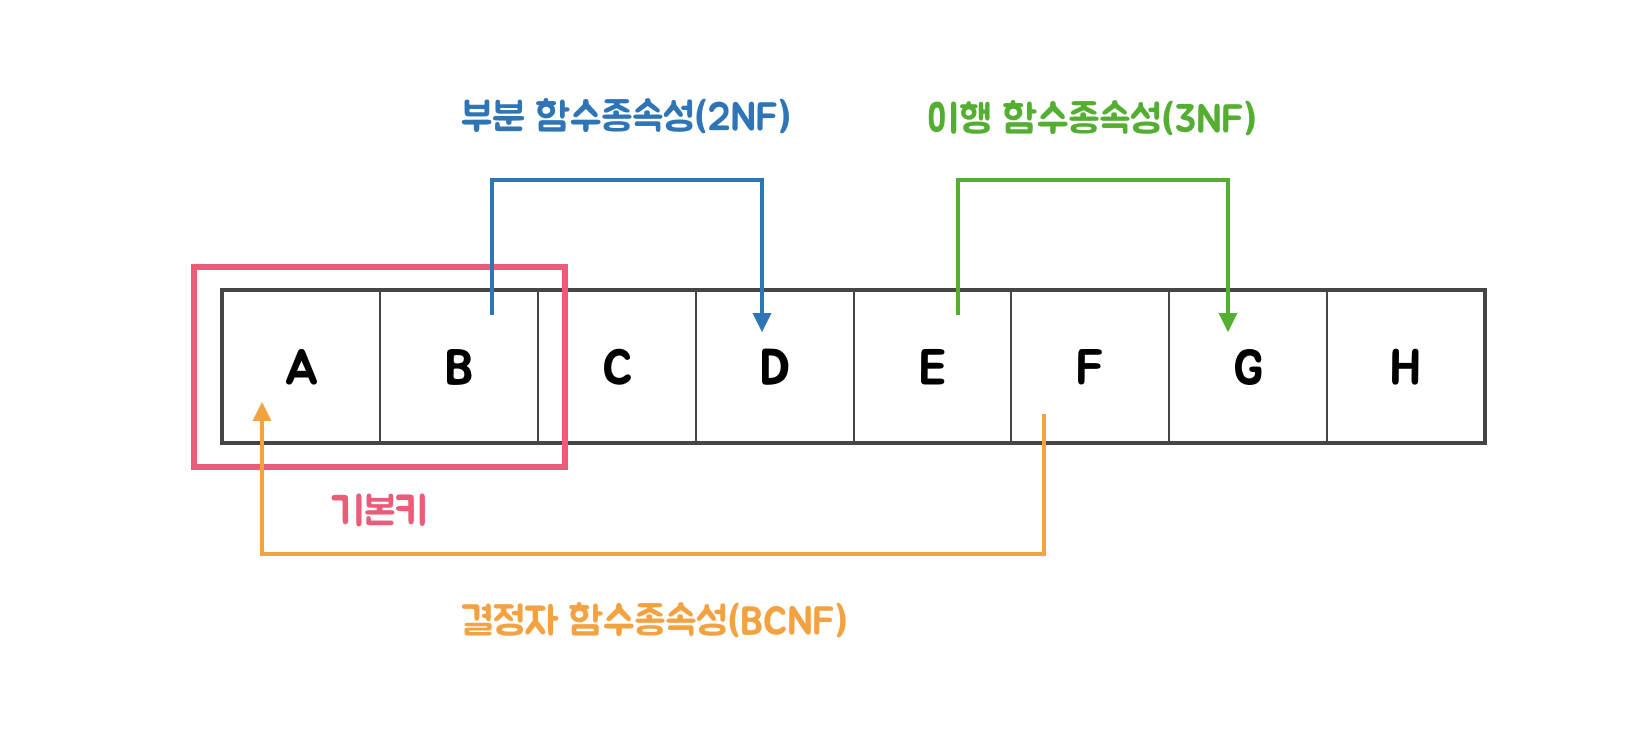 부분 함수종속성(2NF)
이행 함수종속성(3NF)
A B C D E F G H
기본키
결정자 함수종속성(BCNF)